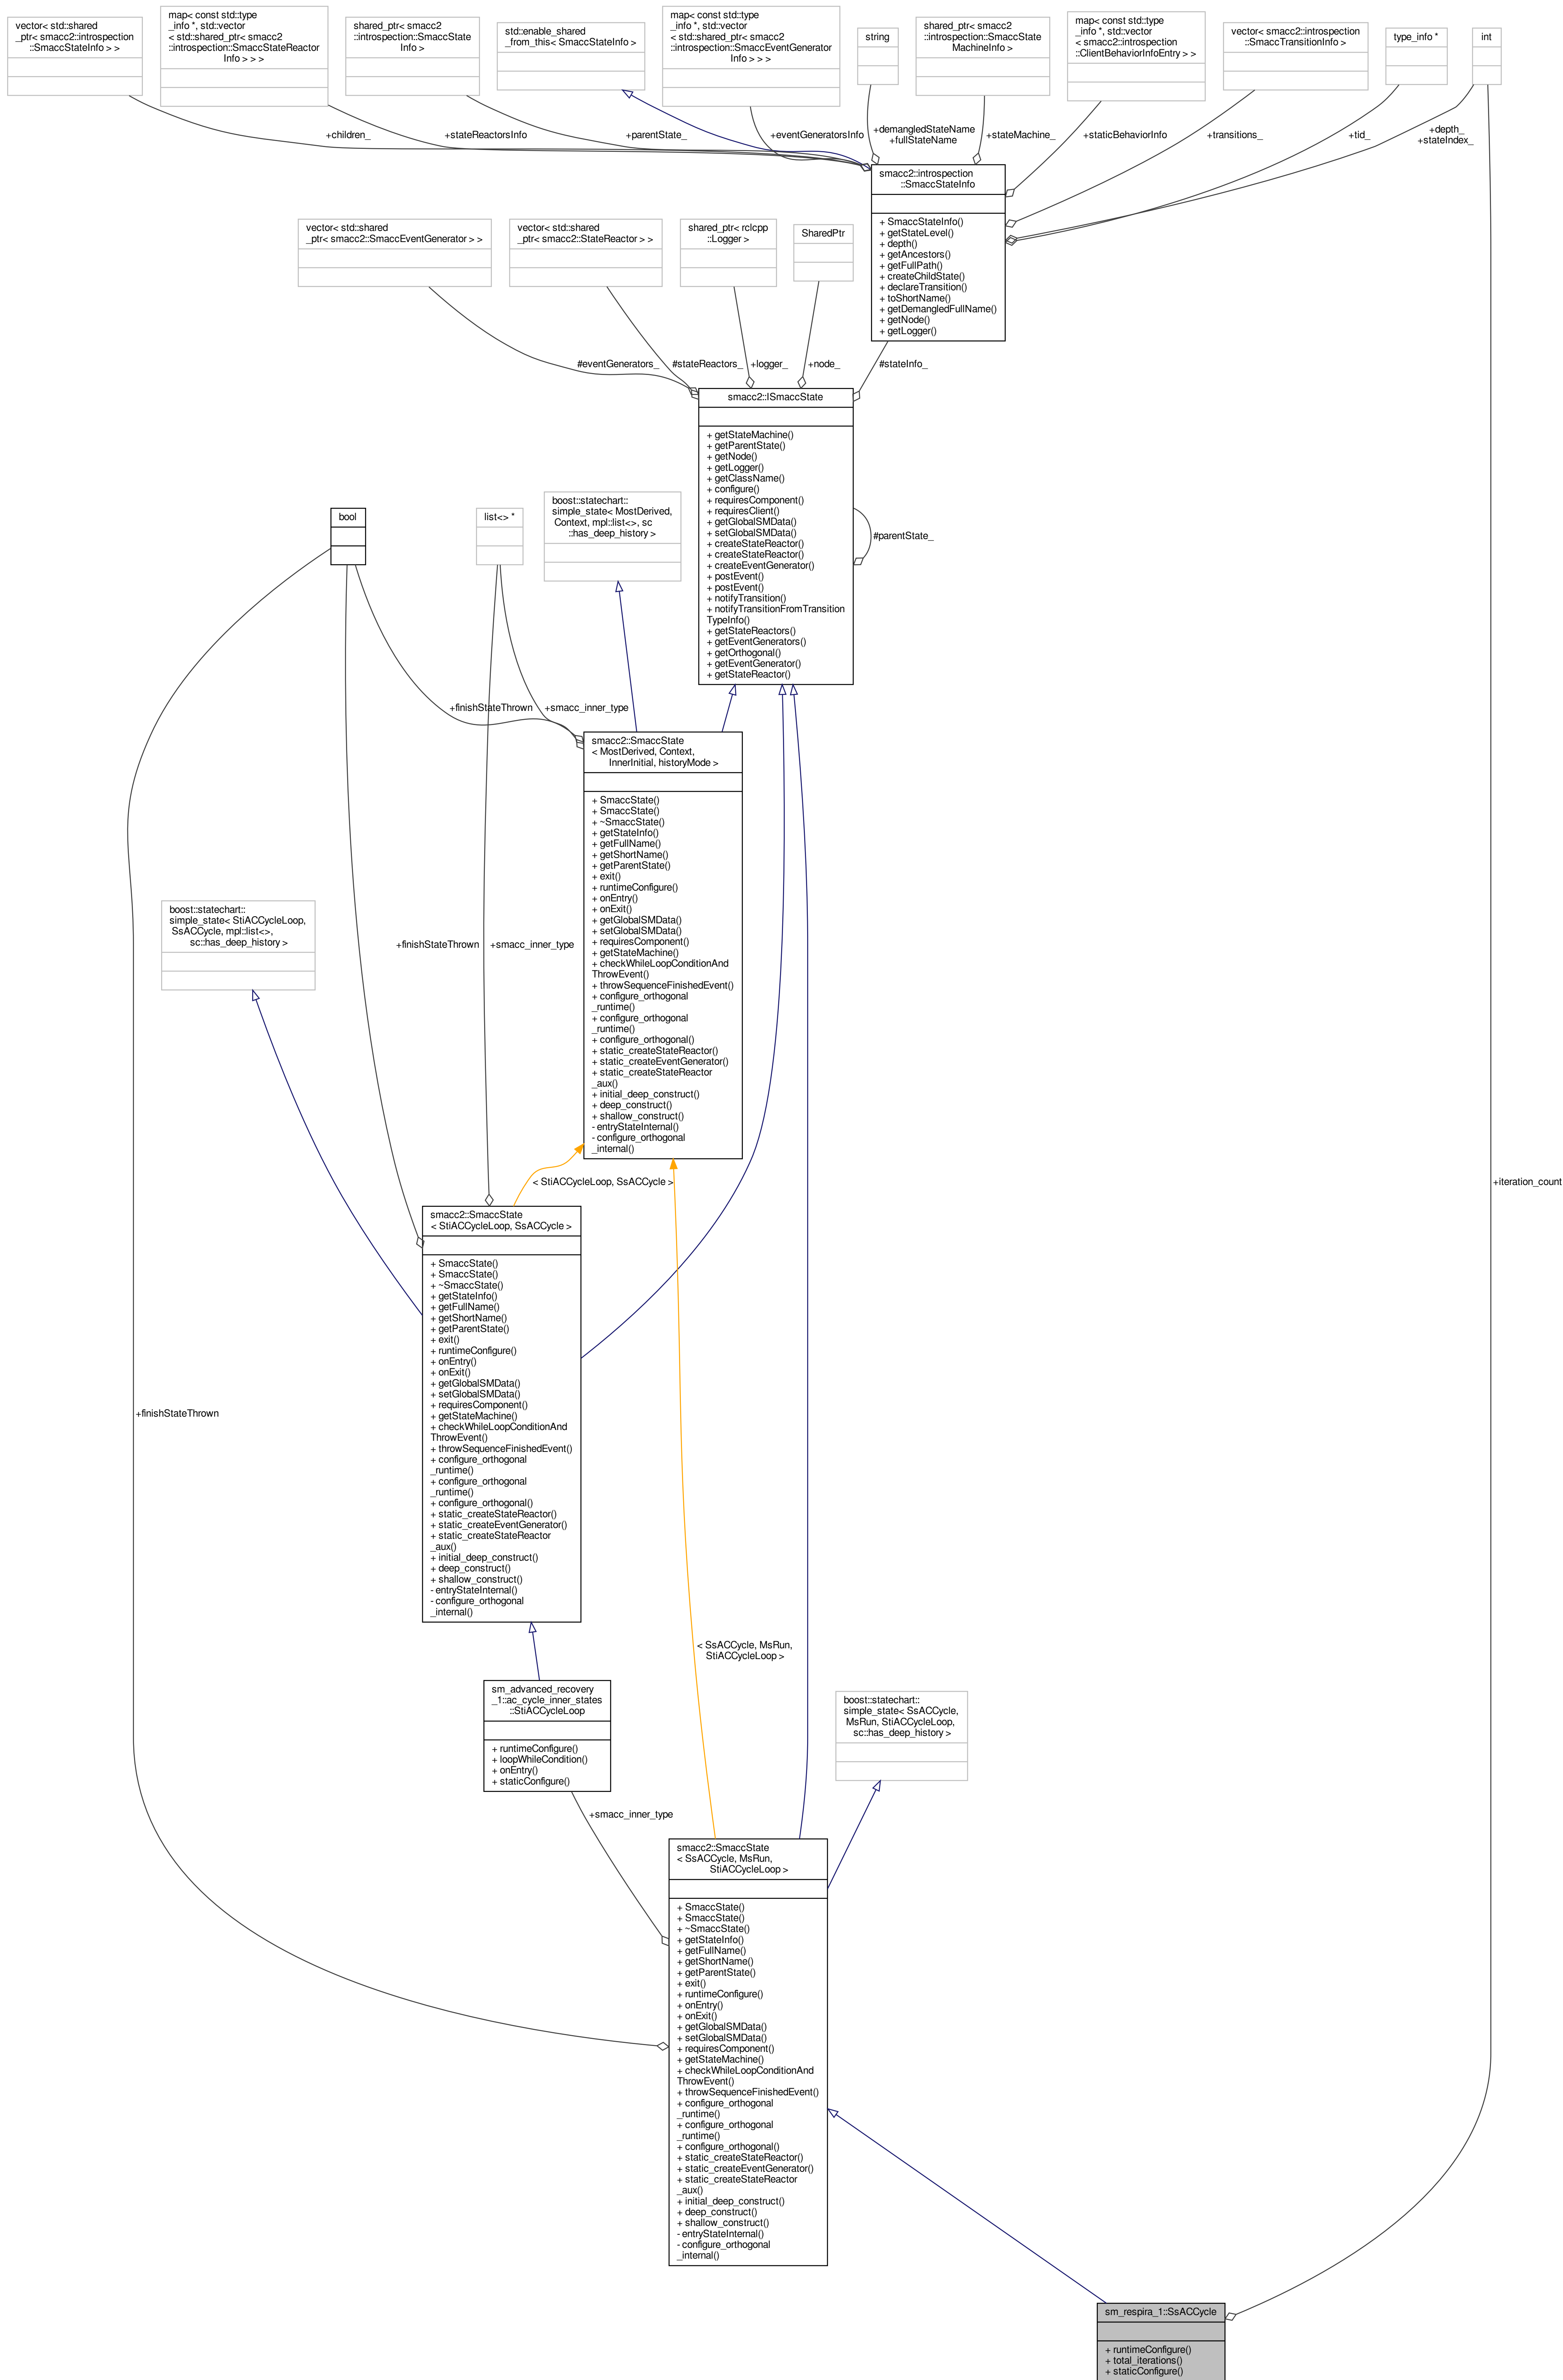 vector< std::shared
_ptr< smacc2::introspection
::SmaccStateInfo > >
map< const std::type
_info *, std::vector
< std::shared_ptr< smacc2
::introspection::SmaccStateReactor
Info > > >
shared_ptr< smacc2
::introspection::SmaccState
Info >
std::enable_shared
_from_this< SmaccStateInfo >
map< const std::type
_info *, std::vector
< std::shared_ptr< smacc2
::introspection::SmaccEventGenerator
Info > > >
string
shared_ptr< smacc2
::introspection::SmaccState
MachineInfo >
map< const std::type
_info *, std::vector
< smacc2::introspection
::ClientBehaviorInfoEntry > >
vector< smacc2::introspection
::SmaccTransitionInfo >
type_info *
int
+children_
+stateReactorsInfo
+parentState_
+eventGeneratorsInfo
+demangledStateName
+fullStateName
+stateMachine_
+staticBehaviorInfo
+transitions_
+tid_
+depth_
+stateIndex_
smacc2::introspection
::SmaccStateInfo
+ SmaccStateInfo()
+ getStateLevel()
+ depth()
+ getAncestors()
+ getFullPath()
+ createChildState()
+ declareTransition()
+ toShortName()
+ getDemangledFullName()
+ getNode()
+ getLogger()
vector< std::shared
_ptr< smacc2::SmaccEventGenerator > >
vector< std::shared
_ptr< smacc2::StateReactor > >
shared_ptr< rclcpp
::Logger >
SharedPtr
#eventGenerators_
#stateReactors_
+logger_
+node_
#stateInfo_
smacc2::ISmaccState
+ getStateMachine()
+ getParentState()
+ getNode()
+ getLogger()
+ getClassName()
+ configure()
+ requiresComponent()
+ requiresClient()
+ getGlobalSMData()
+ setGlobalSMData()
+ createStateReactor()
+ createStateReactor()
+ createEventGenerator()
+ postEvent()
+ postEvent()
+ notifyTransition()
+ notifyTransitionFromTransition
TypeInfo()
+ getStateReactors()
+ getEventGenerators()
+ getOrthogonal()
+ getEventGenerator()
+ getStateReactor()
#parentState_
bool
list<> *
boost::statechart::
simple_state< MostDerived,
Context, mpl::list<>, sc
::has_deep_history >
+finishStateThrown
+smacc_inner_type
smacc2::SmaccState
< MostDerived, Context,
InnerInitial, historyMode >
+ SmaccState()
+ SmaccState()
+ ~SmaccState()
+ getStateInfo()
+ getFullName()
+ getShortName()
+ getParentState()
+ exit()
+ runtimeConfigure()
+ onEntry()
+ onExit()
+ getGlobalSMData()
+ setGlobalSMData()
+ requiresComponent()
+ getStateMachine()
+ checkWhileLoopConditionAnd
ThrowEvent()
+ throwSequenceFinishedEvent()
+ configure_orthogonal
_runtime()
+ configure_orthogonal
_runtime()
+ configure_orthogonal()
+ static_createStateReactor()
+ static_createEventGenerator()
+ static_createStateReactor
_aux()
+ initial_deep_construct()
+ deep_construct()
+ shallow_construct()
- entryStateInternal()
- configure_orthogonal
_internal()
boost::statechart::
simple_state< StiACCycleLoop,
SsACCycle, mpl::list<>,
sc::has_deep_history >
+finishStateThrown
+smacc_inner_type
< StiACCycleLoop, SsACCycle >
+iteration_count
smacc2::SmaccState
< StiACCycleLoop, SsACCycle >
+ SmaccState()
+ SmaccState()
+ ~SmaccState()
+ getStateInfo()
+ getFullName()
+ getShortName()
+ getParentState()
+ exit()
+ runtimeConfigure()
+ onEntry()
+ onExit()
+ getGlobalSMData()
+ setGlobalSMData()
+ requiresComponent()
+ getStateMachine()
+ checkWhileLoopConditionAnd
ThrowEvent()
+ throwSequenceFinishedEvent()
+ configure_orthogonal
_runtime()
+ configure_orthogonal
_runtime()
+ configure_orthogonal()
+ static_createStateReactor()
+ static_createEventGenerator()
+ static_createStateReactor
_aux()
+ initial_deep_construct()
+ deep_construct()
+ shallow_construct()
- entryStateInternal()
- configure_orthogonal
_internal()
+finishStateThrown
< SsACCycle, MsRun,
StiACCycleLoop >
sm_advanced_recovery
_1::ac_cycle_inner_states
::StiACCycleLoop
+ runtimeConfigure()
+ loopWhileCondition()
+ onEntry()
+ staticConfigure()
boost::statechart::
simple_state< SsACCycle,
MsRun, StiACCycleLoop,
sc::has_deep_history >
+smacc_inner_type
smacc2::SmaccState
< SsACCycle, MsRun,
StiACCycleLoop >
+ SmaccState()
+ SmaccState()
+ ~SmaccState()
+ getStateInfo()
+ getFullName()
+ getShortName()
+ getParentState()
+ exit()
+ runtimeConfigure()
+ onEntry()
+ onExit()
+ getGlobalSMData()
+ setGlobalSMData()
+ requiresComponent()
+ getStateMachine()
+ checkWhileLoopConditionAnd
ThrowEvent()
+ throwSequenceFinishedEvent()
+ configure_orthogonal
_runtime()
+ configure_orthogonal
_runtime()
+ configure_orthogonal()
+ static_createStateReactor()
+ static_createEventGenerator()
+ static_createStateReactor
_aux()
+ initial_deep_construct()
+ deep_construct()
+ shallow_construct()
- entryStateInternal()
- configure_orthogonal
_internal()
sm_respira_1::SsACCycle
+ runtimeConfigure()
+ total_iterations()
+ staticConfigure()